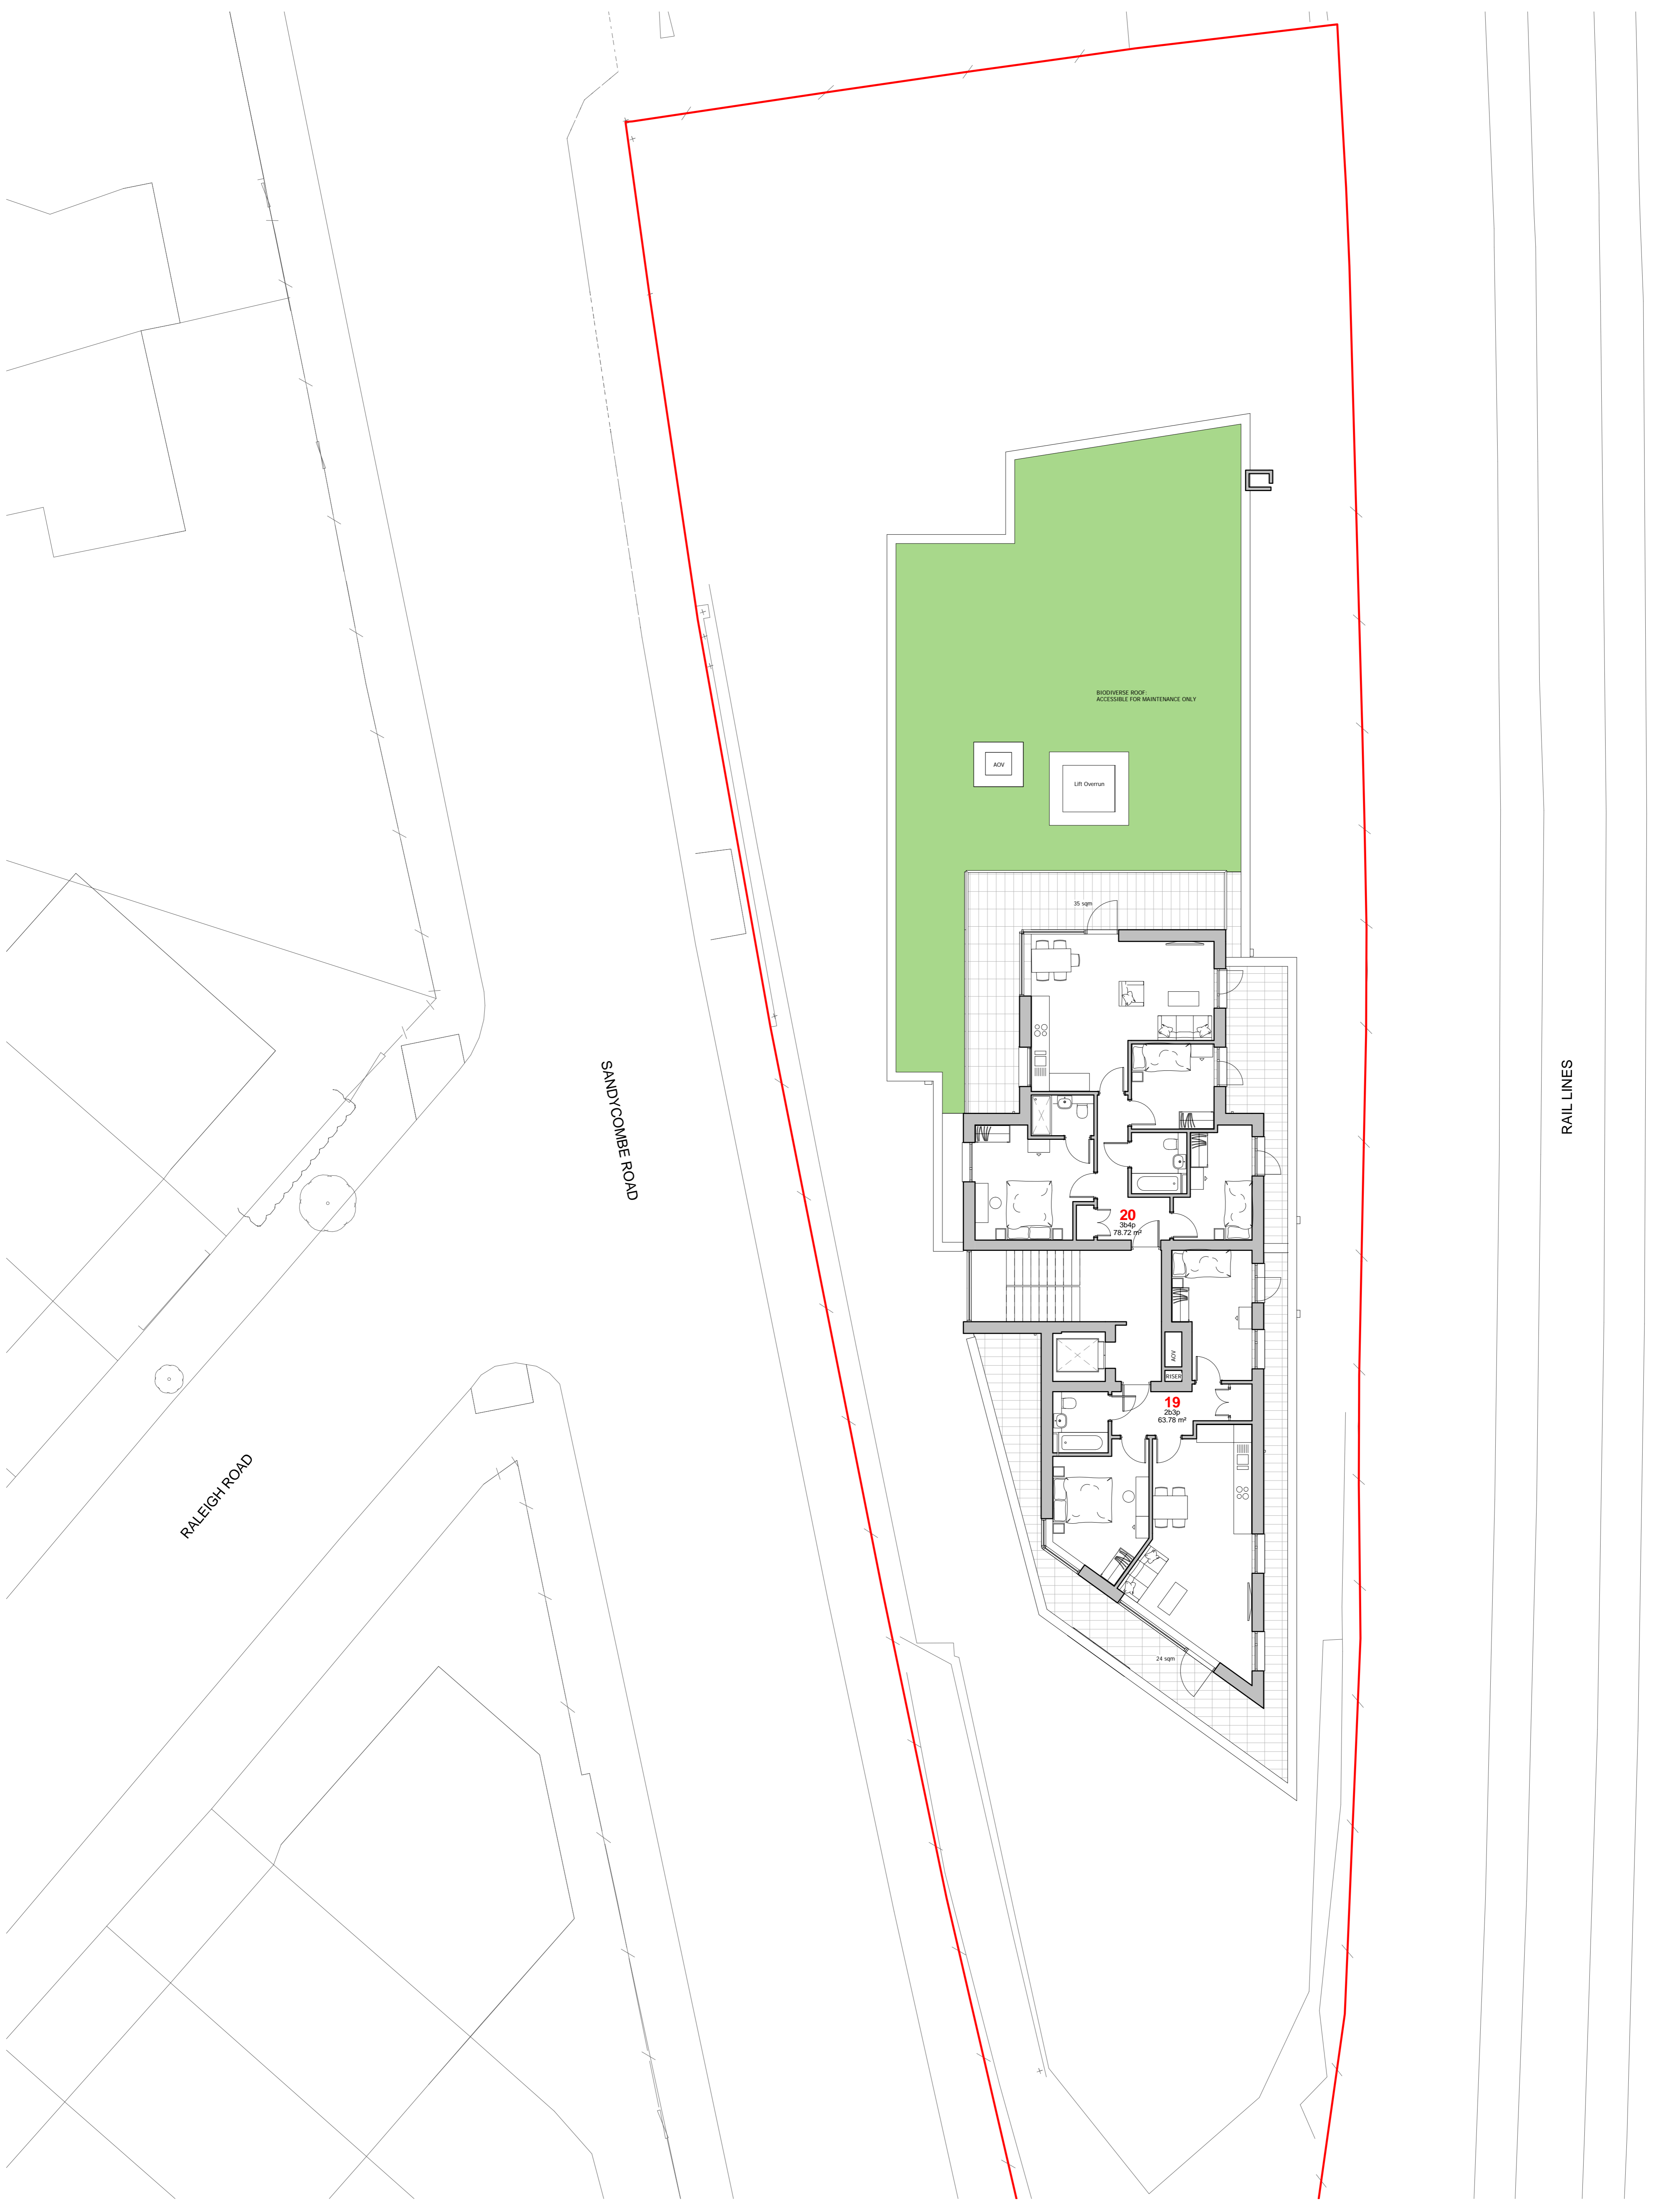 BIODIVERSE ROOF:
ACCESSIBLE FOR MAINTENANCE ONLY
AOV
Lift Overrun
35 sqm
SANDYCOMBE ROAD
RAIL LINES
20
3b4p
78.72 m²
AOV
RISER
19
2b3p
63.78 m²
RALEIGH ROAD
24 sqm